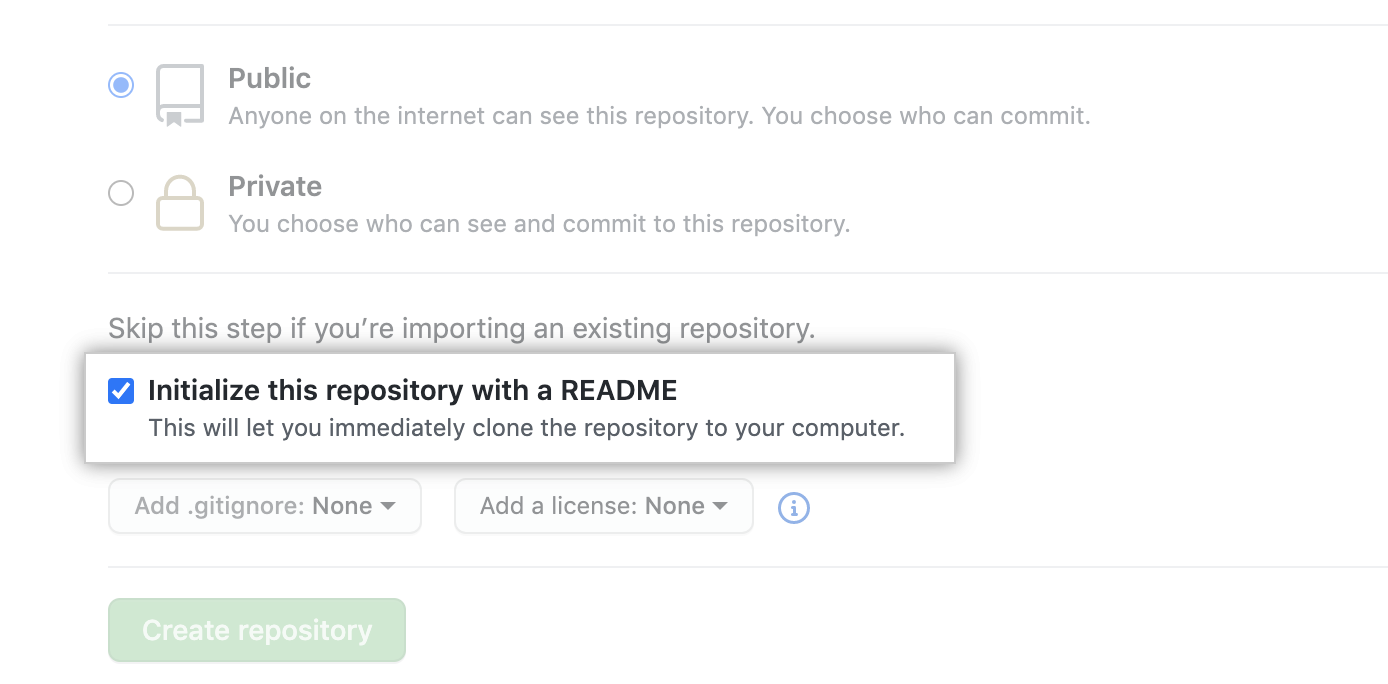 Public
Anyone on the internet can see this repository. You choose who can commit.
Private
You choose who can see and commit to this repository.
Skip this step if you’re importing an existing repository.
Initialize this repository with a README
This will let you immediately clone the repository to your computer.
Add .gitignore: None
Add a license: None
Create repository